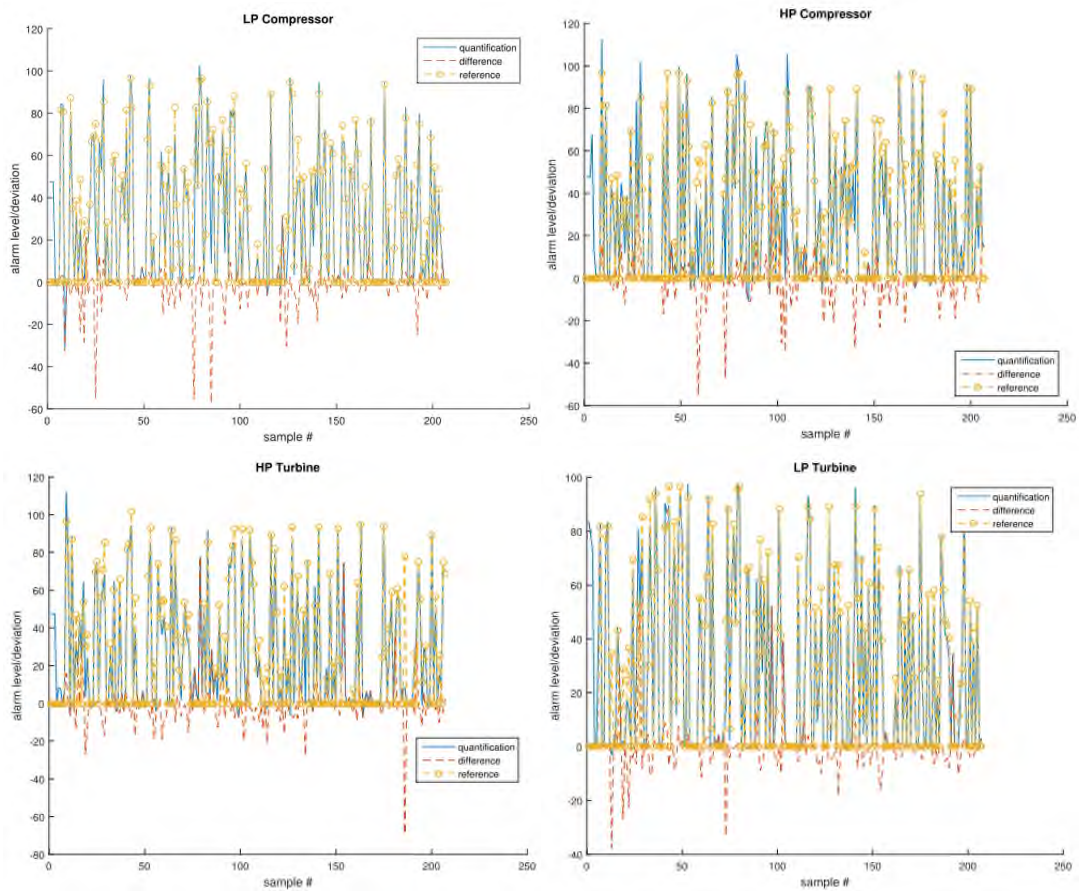 LP Compressor
120
100
80
60
40
20
0
-20
-40
-60
0 50 100 150 200 250
alarm level/deviation
sample #
quantification
difference
reference
HP Compressor
120
100
80
60
40
20
0
-20
-40
-60
0 50 100 150 200 250
alarm level/deviation
sample #
quantification
difference
reference
HP Turbine
120
100
80
60
40
20
0
-20
-40
-60
-80
0 50 100 150 200 250
alarm level/deviation
sample #
quantification
difference
reference
LP Turbine
100
80
60
40
20
0
-20
-40
0 50 100 150 200 250
alarm level/deviation
sample #
quantification
difference
reference